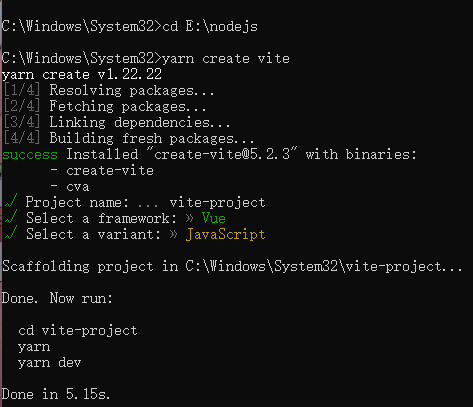 C:\Windows\System32>cd E:\nodejs
C:\Windows\System32>yarn create vite
yarn create v1.22.22
[1/4] Resolving packages...
[2/4] Fetching packages...
[3/4] Linking dependencies...
[4/4] Building fresh packages...
success Installed "create-vite@5.2.3" with binaries:
- create-vite
- cva
√ Project name: ... vite-project
√ Select a framework: » Vue
√ Select a variant: » JavaScript
Scaffolding project in C:\Windows\System32\vite-project...
Done. Now run:
cd vite-project
yarn
yarn dev
Done in 5.15s.